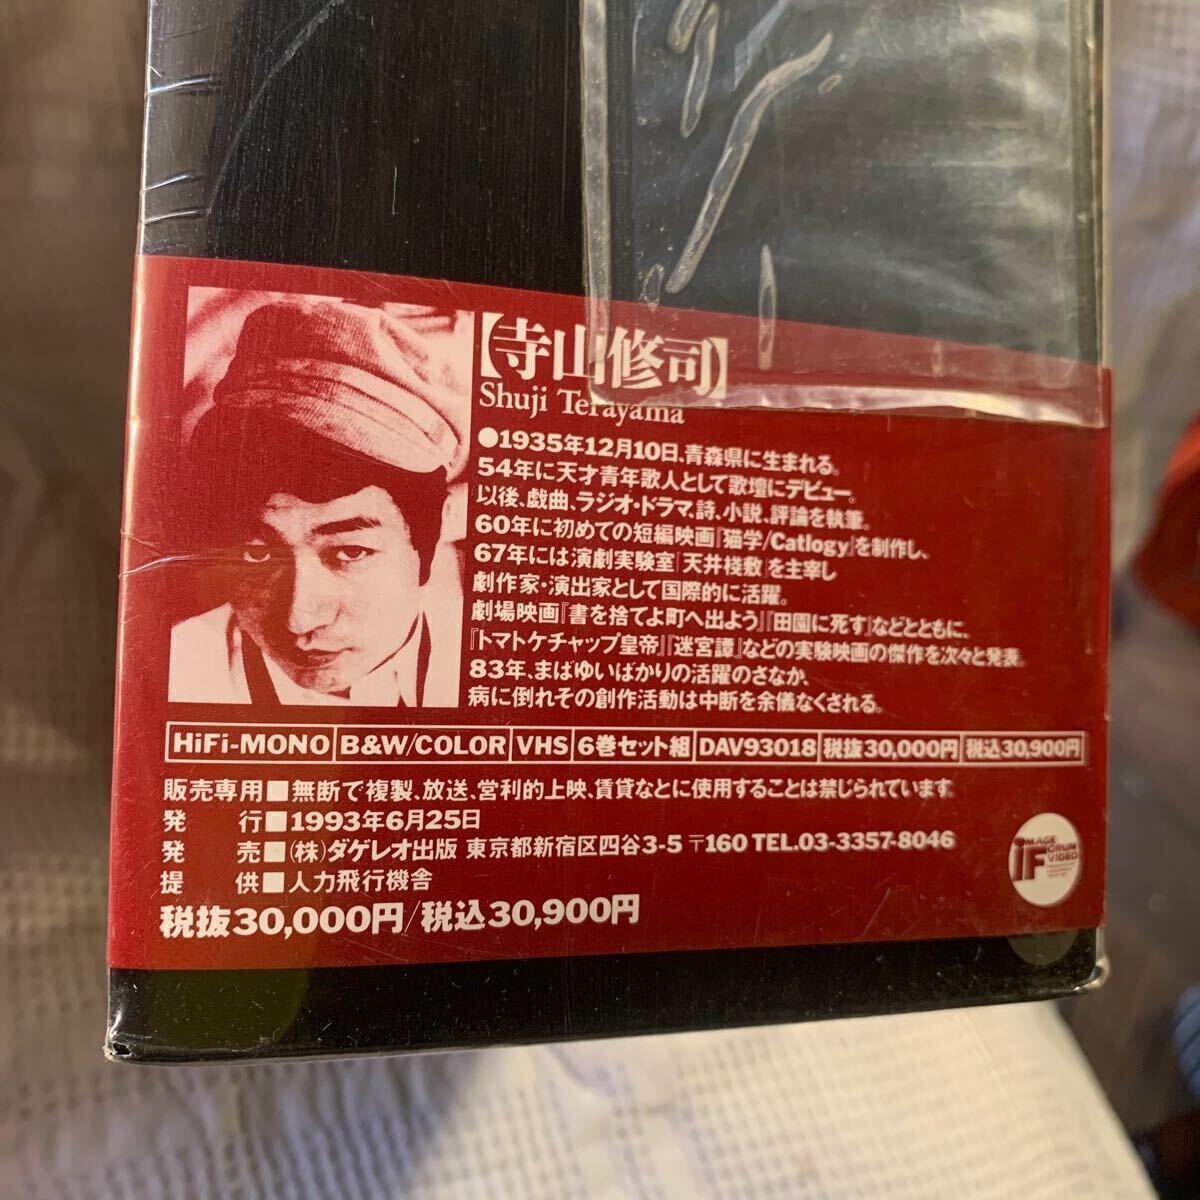 【寺山修司】
Shuji Terayama
●1935年12月10日、青森県に生まれる。
54年に天才青年歌人として歌壇にデビュー。
以後、戯曲、ラジオ・ドラマ、詩、小説、評論を執筆。
60年に初めての短編映画『猫学/Catlogy』を制作し、
67年には演劇実験室「天井桟敷」を主宰し
劇作家・演出家として国際的に活躍。
劇場映画『書を捨てよ町へ出よう』『田園に死す』などとともに、
『トマトケチャップ皇帝』『迷宮譚』などの実験映画の傑作を次々と発表。
83年、まばゆいばかりの活躍のさなか、
病に倒れその創作活動は中断を余儀なくされる。
HiFi-MONO B&W/COLOR VHS 6巻セット組 DAV93018 税抜30,000円 税込30,900円
販売専用■無断で複製、放送、営利的上映、賃貸などに使用することは禁じられています。
発行■1993年6月25日
発売■(株)ダゲレオ出版 東京都新宿区四谷3-5 〒160 TEL.03-3357-8046
提供■人力飛行機舎
税抜30,000円/税込30,900円
IMAGE FORUM VIDEO
iF